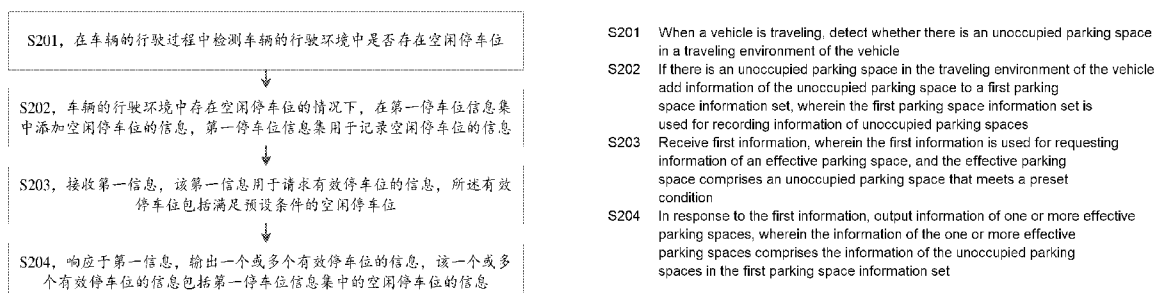 S201，在车辆的行驶过程中检测车辆的行驶环境中是否存在空闲停车位
S202，车辆的行驶环境中存在空闲停车位的情况下，在第一停车位信息集
中添加空闲停车位的信息，第一停车位信息集用于记录空闲停车位的信息
S203，接收第一信息，该第一信息用于请求有效停车位的信息，所述有效
停车位包括满足预设条件的空闲停车位
S204，响应于第一信息，输出一个或多个有效停车位的信息，该一个或多
个有效停车位的信息包括第一停车位信息集中的空闲停车位的信息
S201 When a vehicle is traveling, detect whether there is an unoccupied parking space
in a traveling environment of the vehicle
S202 If there is an unoccupied parking space in the traveling environment of the vehicle
add information of the unoccupied parking space to a first parking
space information set, wherein the first parking space information set is
used for recording information of unoccupied parking spaces
S203 Receive first information, wherein the first information is used for requesting
information of an effective parking space, and the effective parking
space comprises an unoccupied parking space that meets a preset
condition
S204 In response to the first information, output information of one or more effective
parking spaces, wherein the information of the one or more effective
parking spaces comprises the information of the unoccupied parking
spaces in the first parking space information set